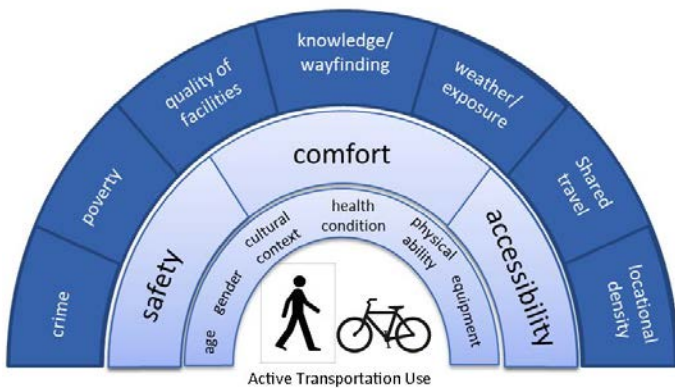 crime
poverty
quality of
facilities
knowledge/
wayfinding
weather/
exposure
Shared
travel
locational
density
safety
comfort
accessibility
age
gender
cultural
context
health
condition
physical
ability
equipment
Active Transportation Use